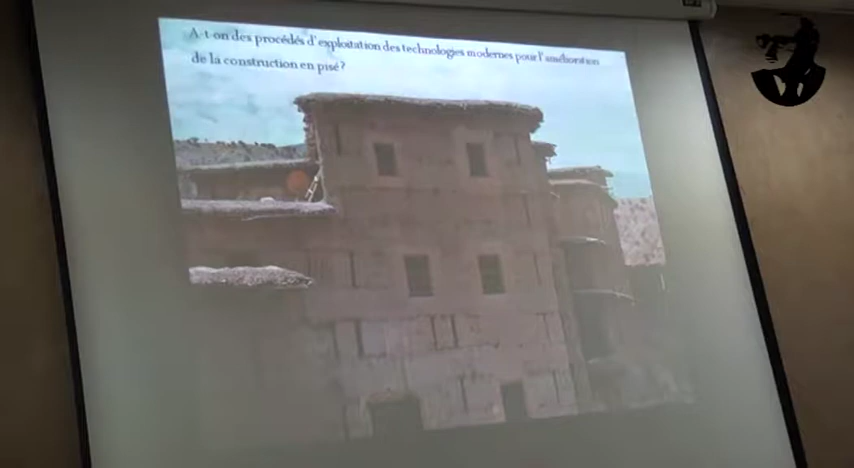 A-t-on des procédés d'exploitation des technologies modernes pour l'amélioration
de la construction en pisé?